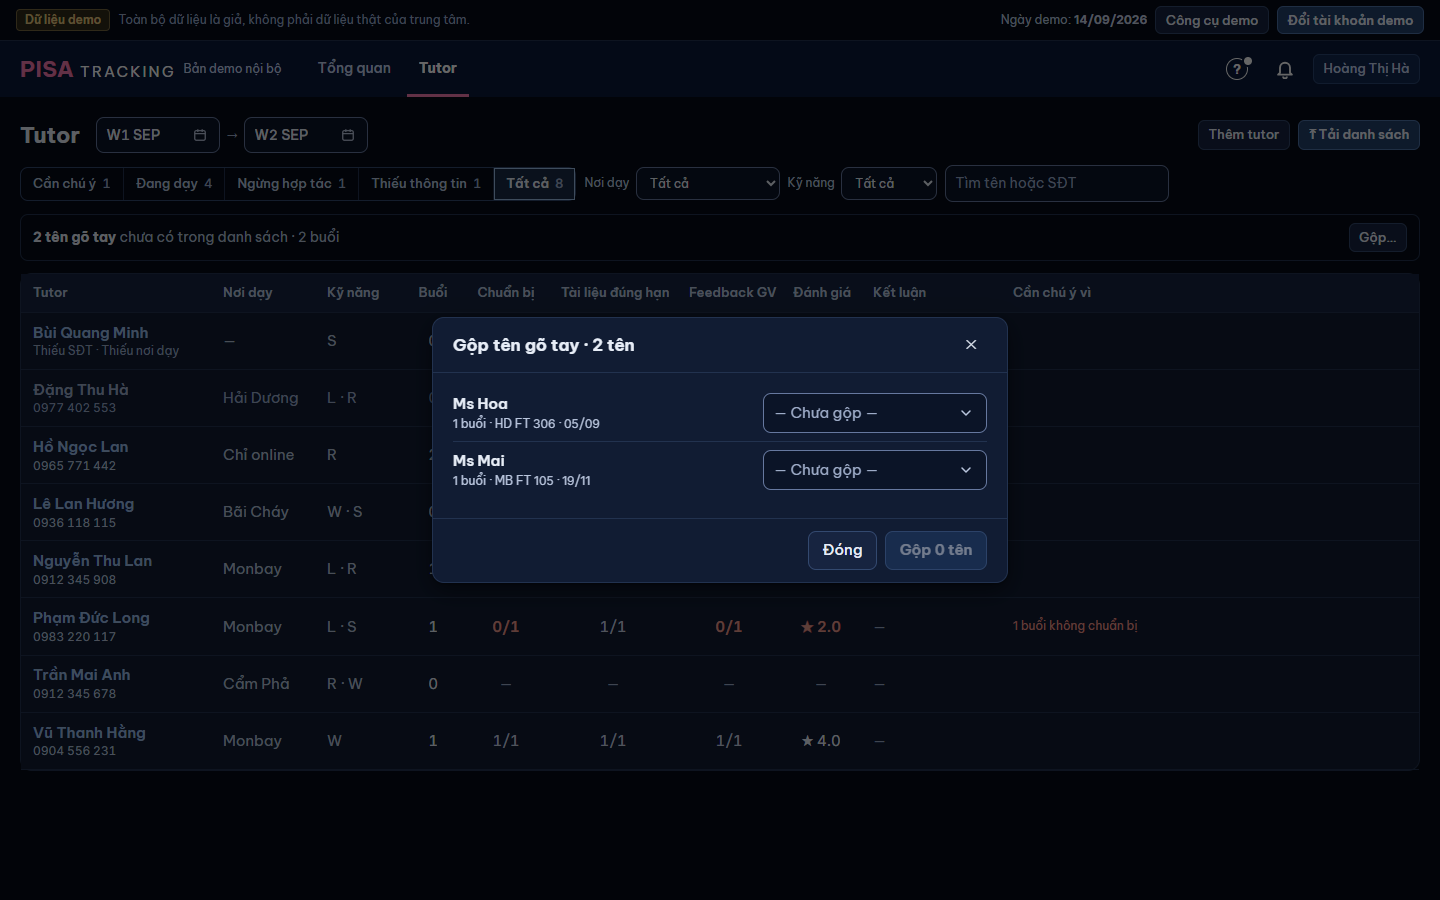 Dữ liệu demo Toàn bộ dữ liệu là giả, không phải dữ liệu thật của trung tâm. Ngày demo: 14/09/2026 Công cụ demo Đổi tài khoản demo
PISA TRACKING Bản demo nội bộ Tổng quan Tutor ? Hoàng Thị Hà
Tutor W1 SEP → W2 SEP Thêm tutor Tải danh sách
Cần chú ý 1 Đang dạy 4 Ngừng hợp tác 1 Thiếu thông tin 1 Tất cả 8 Nơi dạy Tất cả Kỹ năng Tất cả Tìm tên hoặc SĐT
2 tên gõ tay chưa có trong danh sách · 2 buổi Gộp...
Tutor Nơi dạy Kỹ năng Buổi Chuẩn bị Tài liệu đúng hạn Feedback GV Đánh giá Kết luận Cần chú ý vì
Bùi Quang Minh — S
Thiếu SĐT · Thiếu nơi dạy
Đặng Thu Hà Hải Dương L · R
0977 402 553
Hồ Ngọc Lan Chỉ online R
0965 771 442
Lê Lan Hương Bãi Cháy W · S
0936 118 115
Nguyễn Thu Lan Monbay L · R
0912 345 908
Phạm Đức Long Monbay L · S 1 0/1 1/1 0/1 ★ 2.0 — 1 buổi không chuẩn bị
0983 220 117
Trần Mai Anh Cẩm Phả R · W 0 — — — — —
0912 345 678
Vũ Thanh Hằng Monbay W 1 1/1 1/1 1/1 ★ 4.0 —
0904 556 231
Gộp tên gõ tay · 2 tên
Ms Hoa — Chưa gộp —
1 buổi · HD FT 306 · 05/09
Ms Mai — Chưa gộp —
1 buổi · MB FT 105 · 19/11
Đóng Gộp 0 tên